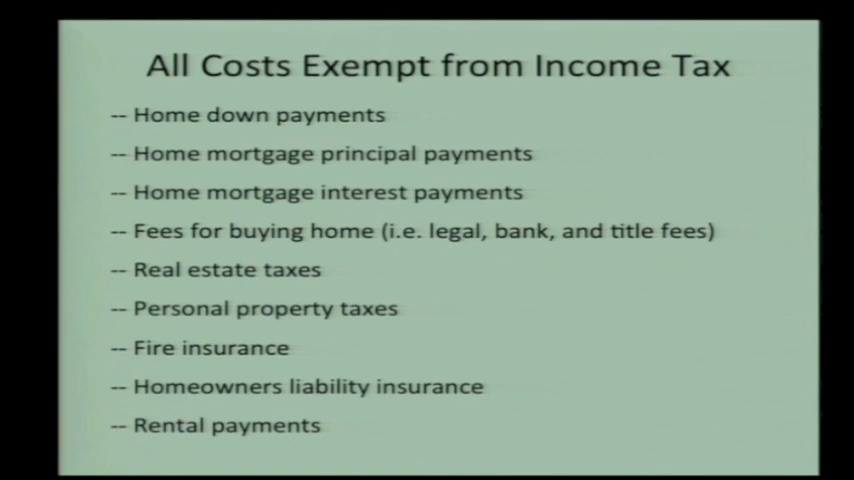 All Costs Exempt from Income Tax
-- Home down payments
-- Home mortgage principal payments
-- Home mortgage interest payments
-- Fees for buying home (i.e. legal, bank, and title fees)
-- Real estate taxes
-- Personal property taxes
-- Fire insurance
-- Homeowners liability insurance
-- Rental payments